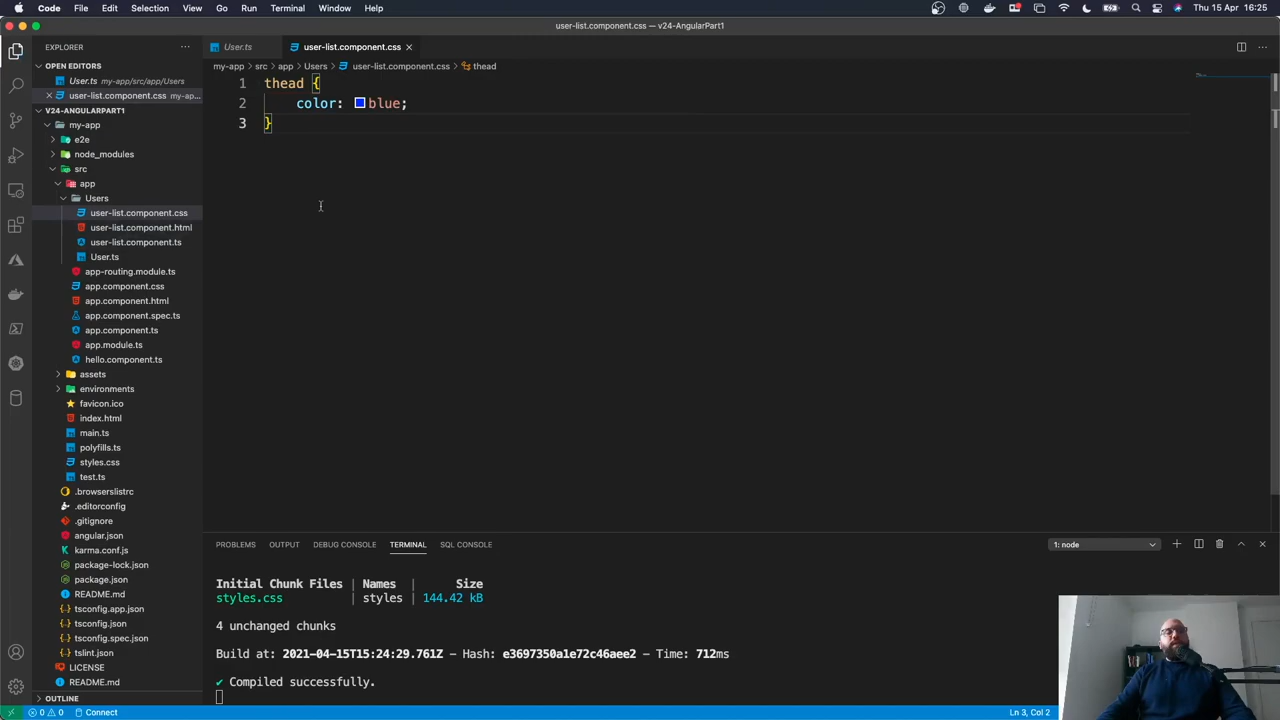 Code File Edit Selection View Go Run Terminal Window Help
Thu 15 Apr 16:25
user-list.component.css — v24-AngularPart1
EXPLORER
OPEN EDITORS
User.ts my-app/src/app/Users
user-list.component.css my-ap...
V24-ANGULARPART1
my-app
e2e
node_modules
src
app
Users
user-list.component.css
user-list.component.html
user-list.component.ts
User.ts
app-routing.module.ts
app.component.css
app.component.html
app.component.spec.ts
app.component.ts
app.module.ts
hello.component.ts
assets
environments
favicon.ico
index.html
main.ts
polyfills.ts
styles.css
test.ts
.browserslistrc
.editorconfig
.gitignore
angular.json
karma.conf.js
package-lock.json
package.json
README.md
tsconfig.app.json
tsconfig.json
tsconfig.spec.json
tslint.json
LICENSE
README.md
OUTLINE
User.ts
user-list.component.css
my-app > src > app > Users > user-list.component.css > thead
1 thead {
2 color: blue;
3 }
PROBLEMS OUTPUT DEBUG CONSOLE TERMINAL SQL CONSOLE
1: node
Initial Chunk Files | Names | Size
styles.css | styles | 144.42 kB
4 unchanged chunks
Build at: 2021-04-15T15:24:29.761Z - Hash: e3697350a1e72c46aee2 - Time: 712ms
✔ Compiled successfully.
0 0 Connect
Ln 3, Col 2